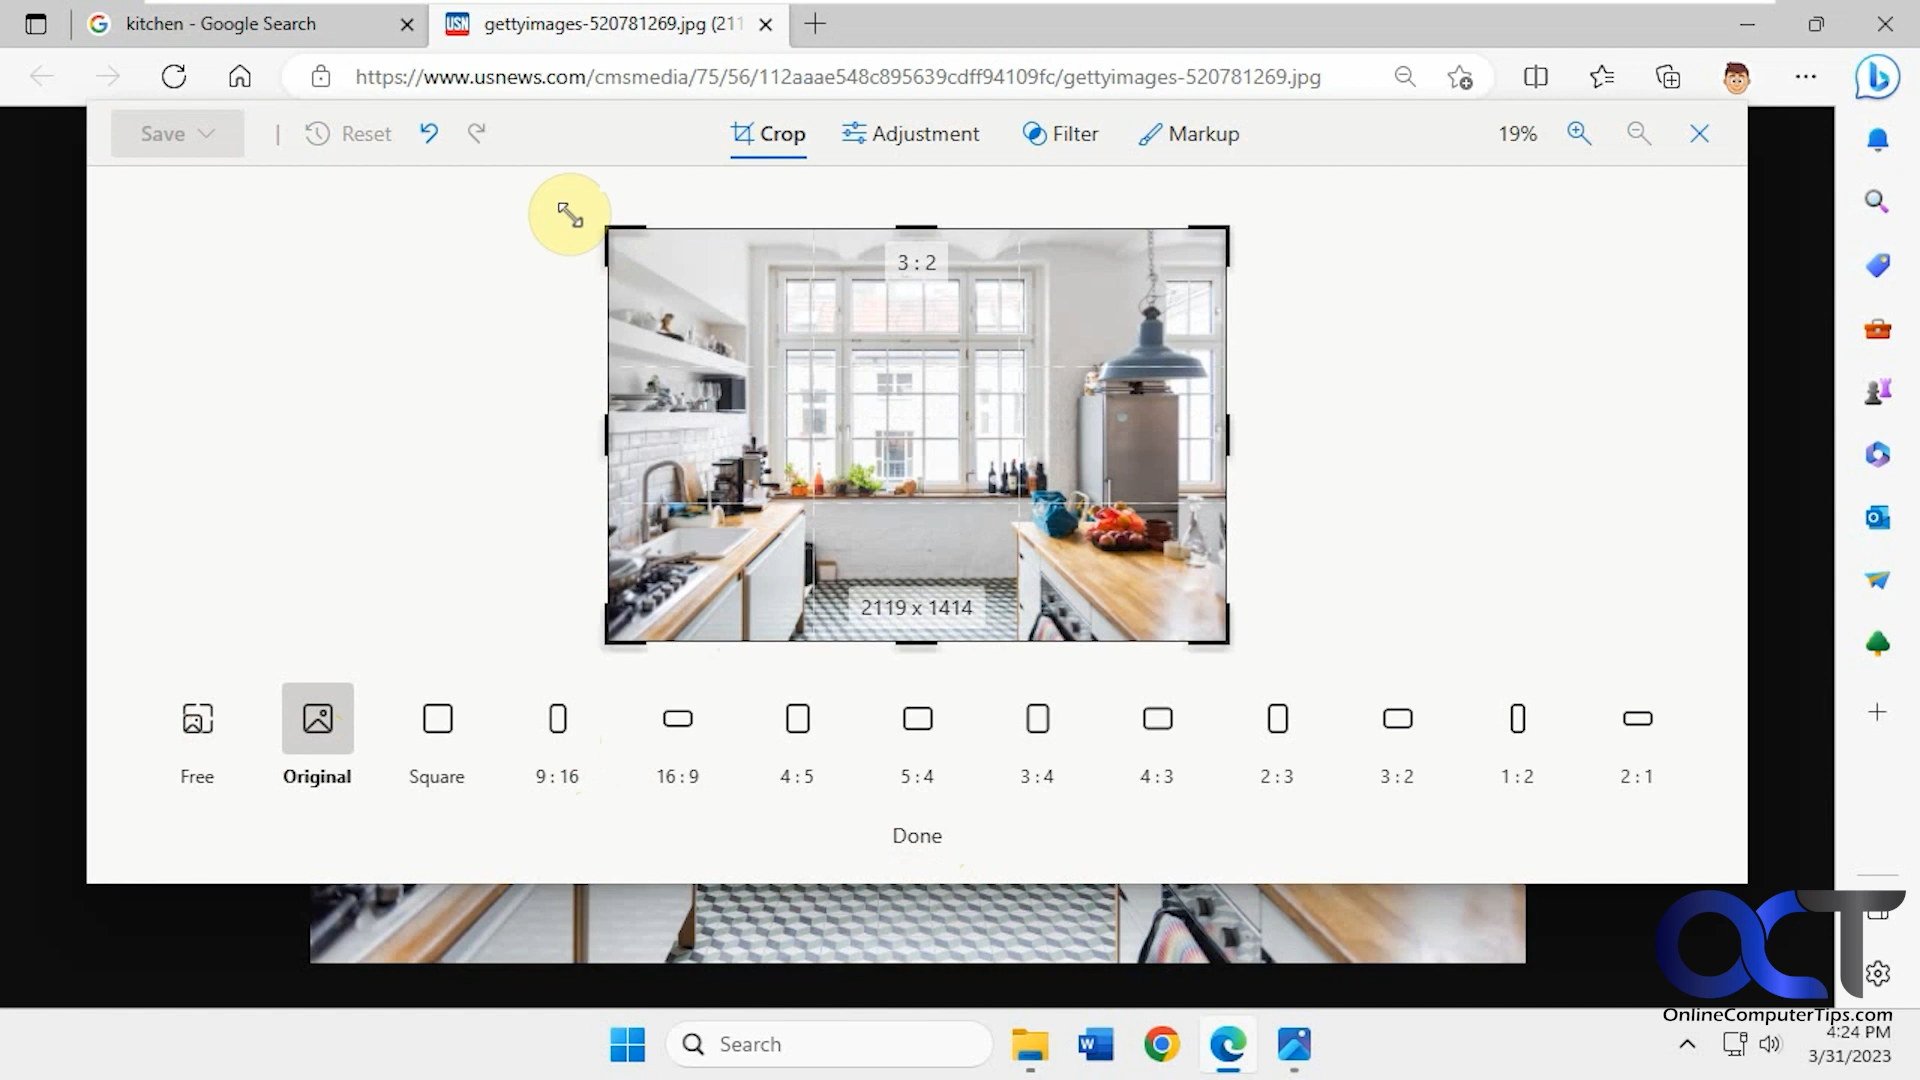 kitchen - Google Search
USN
gettyimages-520781269.jpg (211
https://www.usnews.com/cmsmedia/75/56/112aaae548c895639cdff94109fc/gettyimages-520781269.jpg
Save
Reset
Crop
Adjustment
Filter
Markup
19%
3 : 2
2119 x 1414
Free
Original
Square
9 : 16
16 : 9
4 : 5
5 : 4
3 : 4
4 : 3
2 : 3
3 : 2
1 : 2
2 : 1
Done
OCT
OnlineComputerTips.com
Search
4:24 PM
3/31/2023